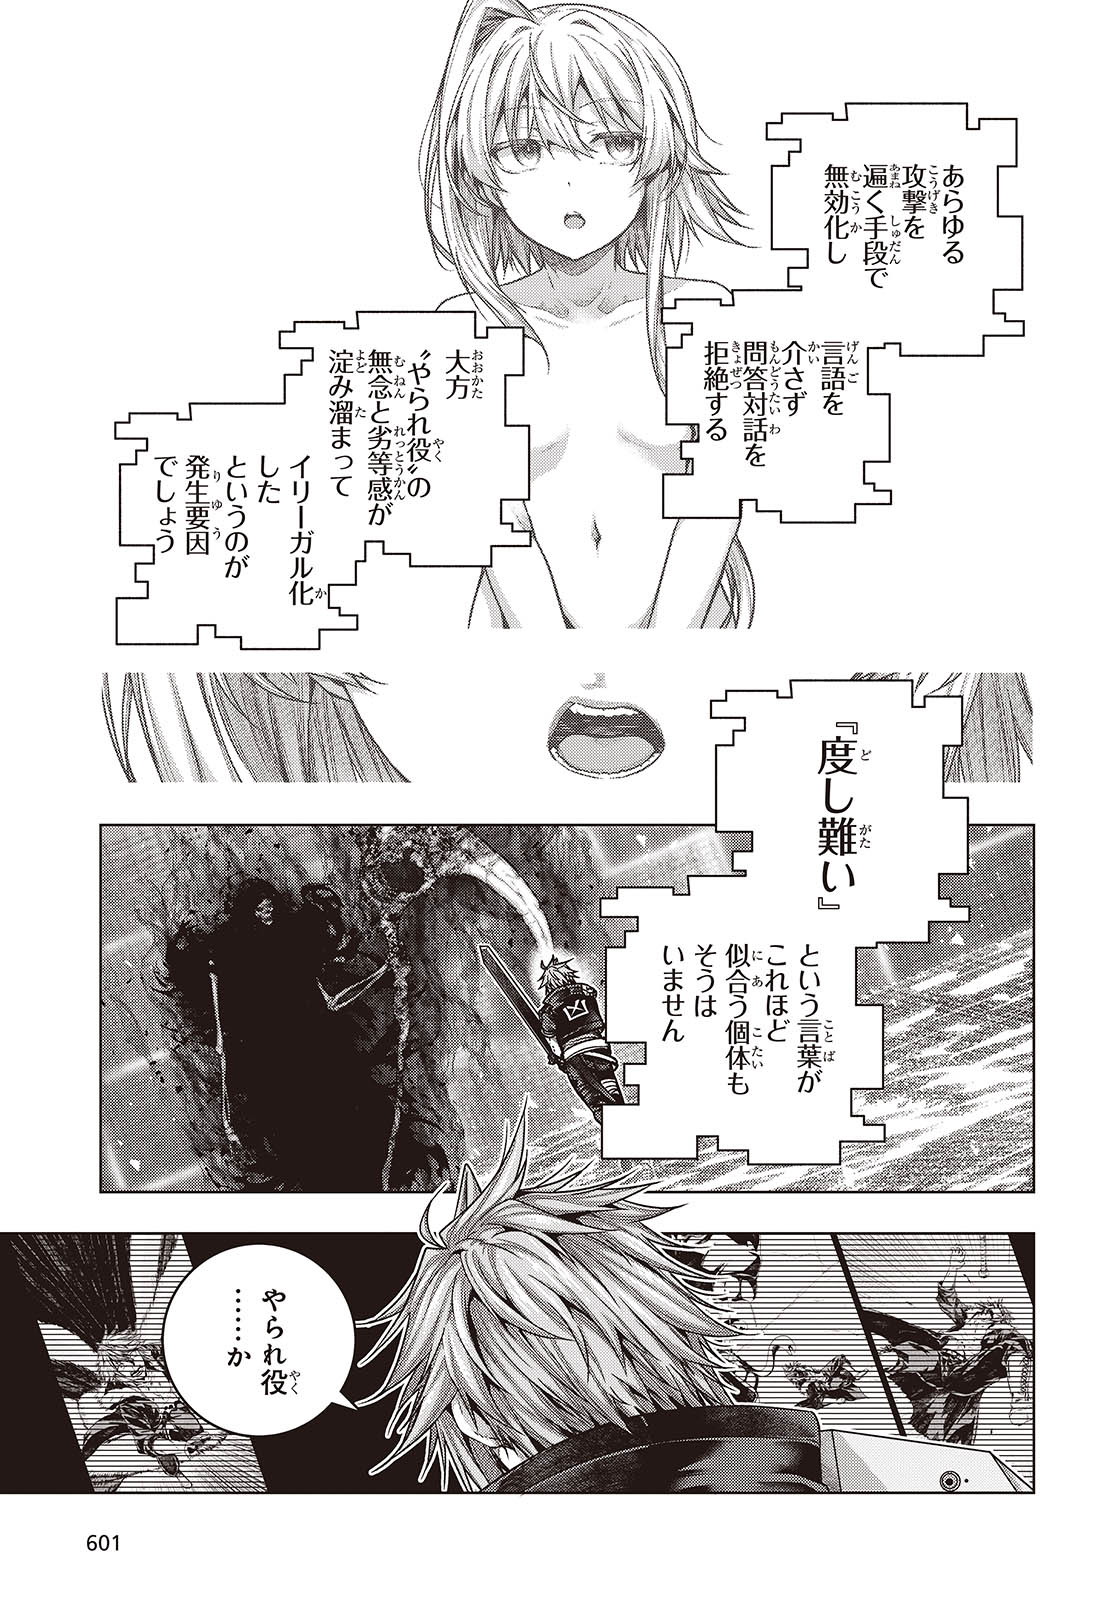 あらゆる
攻撃を
遍く手段で
無効化し
言語を
介さず
問答対話を
拒絶する
大方
〝やられ役〟の
無念と劣等感が
淀み溜まって
イリーガル化
した
というのが
発生要因
でしょう
『度し難い』
という言葉が
これほど
似合う個体も
そうは
いません
やられ役
……か
601